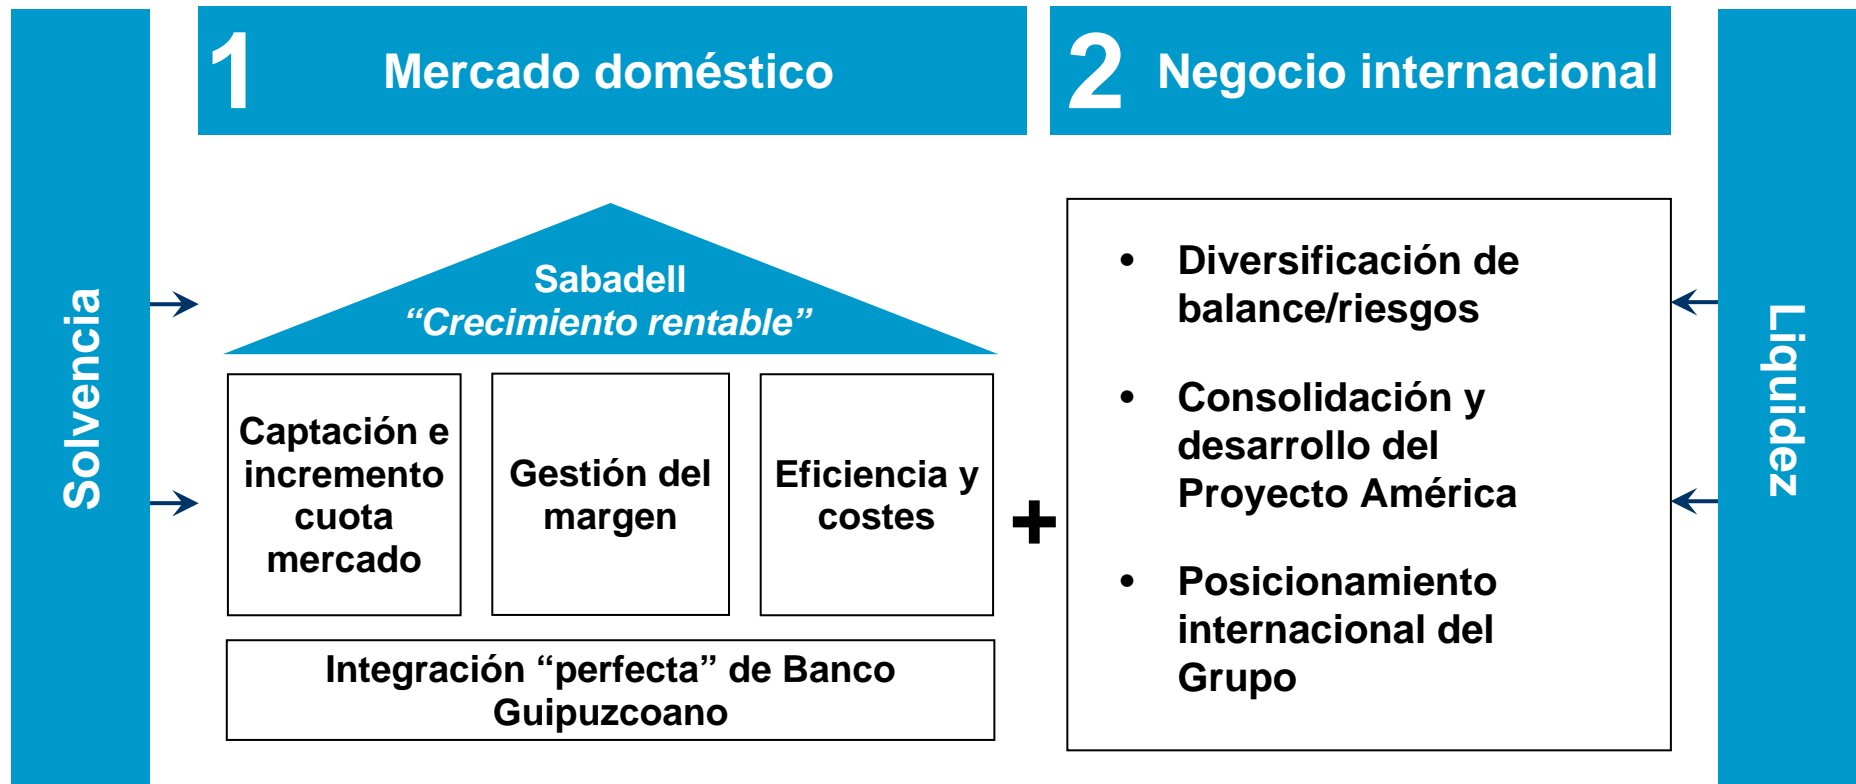 Solvencia
1 Mercado doméstico
2 Negocio internacional
Sabadell
“Crecimiento rentable”
Captación e
incremento
cuota
mercado
Gestión del
margen
Eficiencia y
costes
Integración “perfecta” de Banco
Guipuzcoano
+
• Diversificación de
balance/riesgos
• Consolidación y
desarrollo del
Proyecto América
• Posicionamiento
internacional del
Grupo
Liquidez